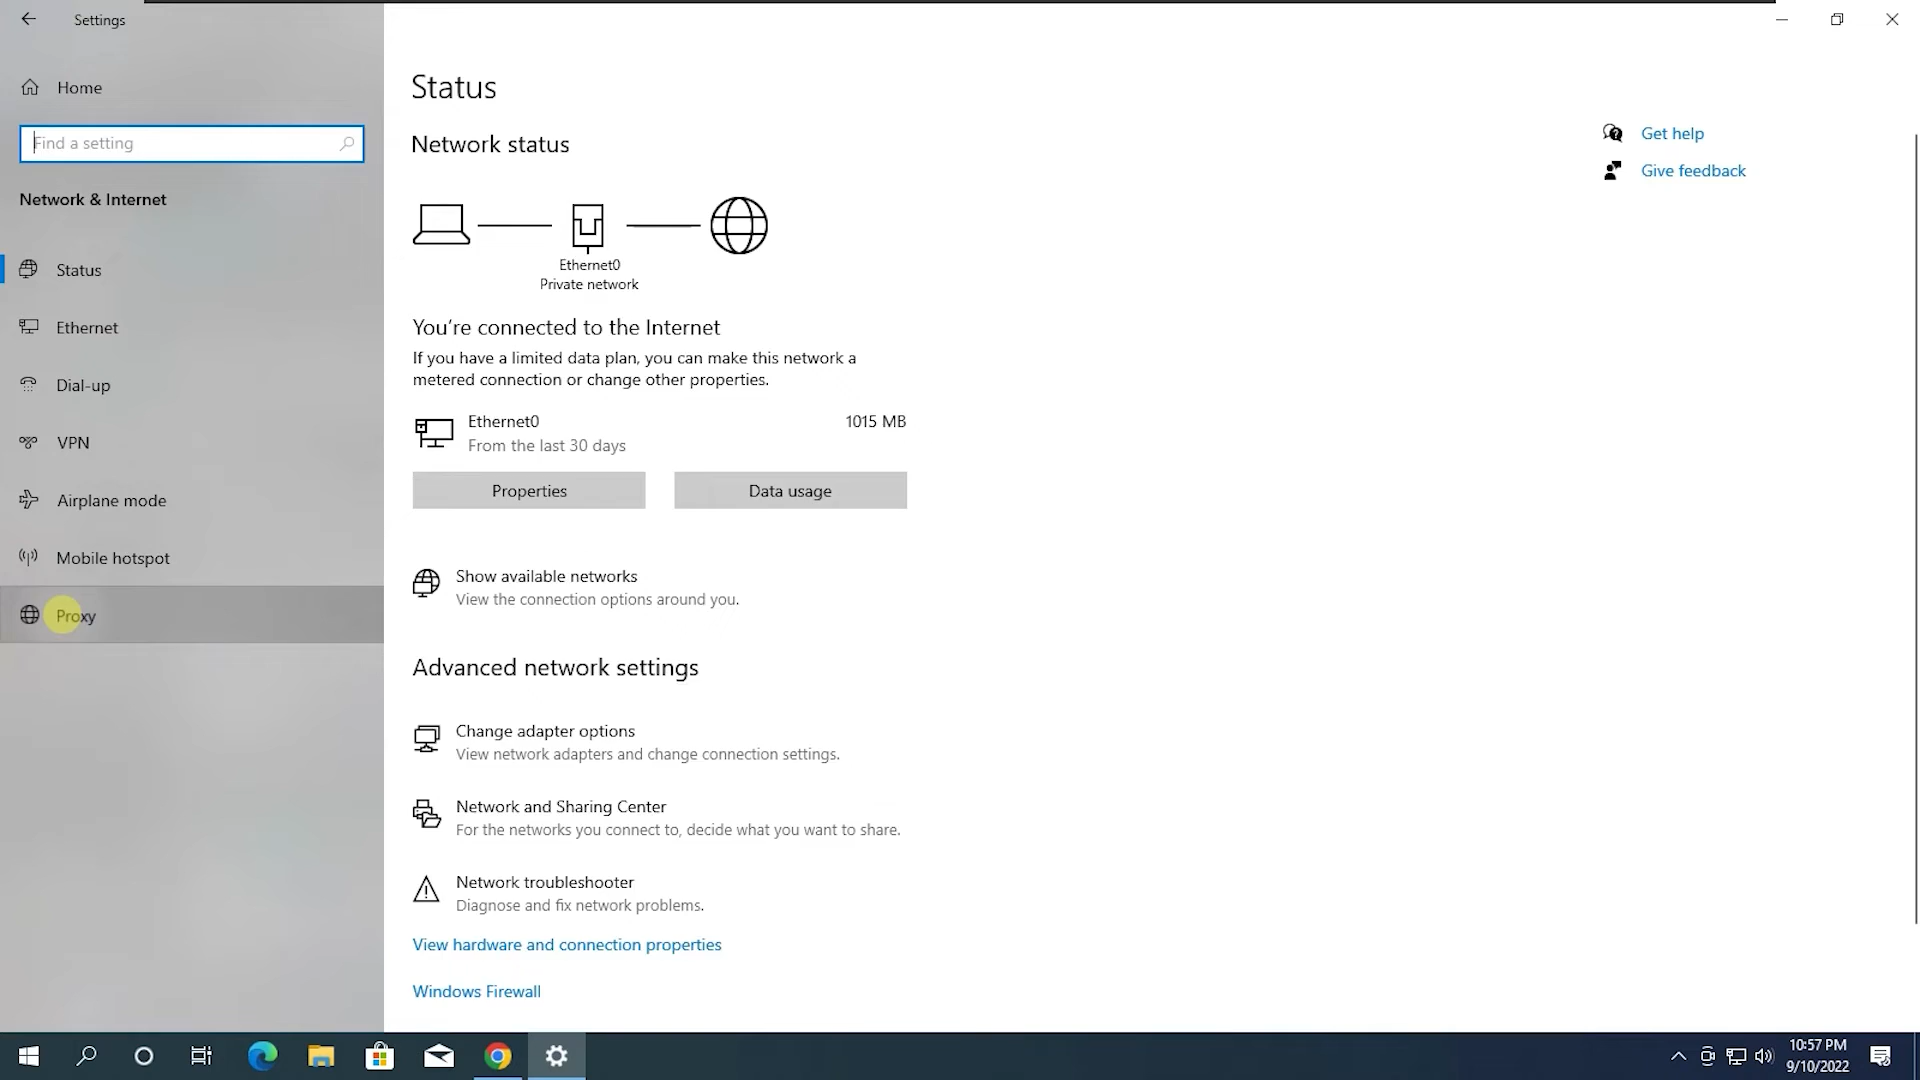 Settings
Home
Find a setting
Network & Internet
Status
Ethernet
Dial-up
VPN
Airplane mode
Mobile hotspot
Proxy
Status
Network status
Ethernet0
Private network
You're connected to the Internet
If you have a limited data plan, you can make this network a
metered connection or change other properties.
Ethernet0
1015 MB
From the last 30 days
Properties
Data usage
Show available networks
View the connection options around you.
Advanced network settings
Change adapter options
View network adapters and change connection settings.
Network and Sharing Center
For the networks you connect to, decide what you want to share.
Network troubleshooter
Diagnose and fix network problems.
View hardware and connection properties
Windows Firewall
Get help
Give feedback
10:57 PM
9/10/2022